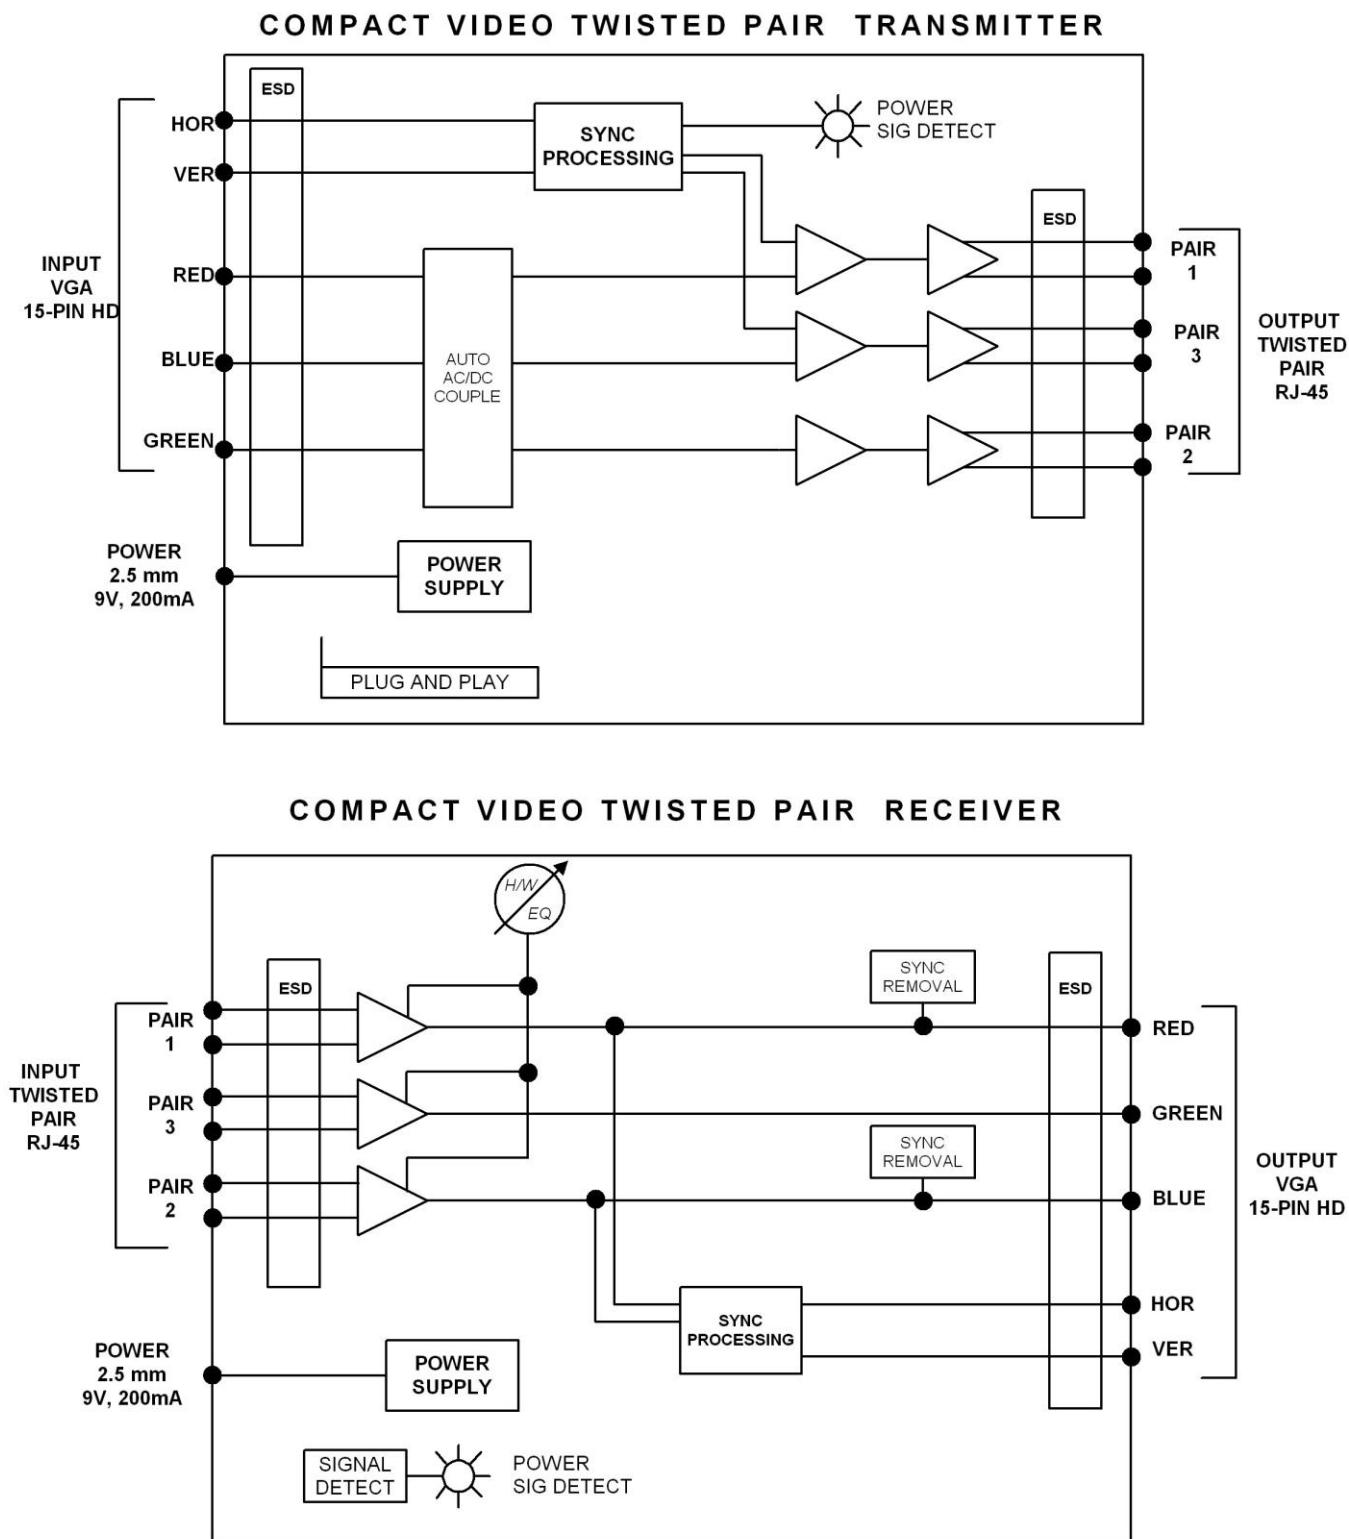 COMPACT VIDEO TWISTED PAIR TRANSMITTER
ESD
HOR
VER
SYNC
PROCESSING
POWER
SIG DETECT
INPUT
VGA
15-PIN HD
RED
BLUE
GREEN
AUTO
AC/DC
COUPLE
ESD
PAIR
1
PAIR
3
PAIR
2
OUTPUT
TWISTED
PAIR
RJ-45
POWER
2.5 mm
9V, 200mA
POWER
SUPPLY
PLUG AND PLAY
COMPACT VIDEO TWISTED PAIR RECEIVER
H/W
EQ
INPUT
TWISTED
PAIR
RJ-45
PAIR
1
PAIR
3
PAIR
2
ESD
SYNC
REMOVAL
SYNC
REMOVAL
ESD
RED
GREEN
BLUE
HOR
VER
OUTPUT
VGA
15-PIN HD
SYNC
PROCESSING
POWER
2.5 mm
9V, 200mA
POWER
SUPPLY
SIGNAL
DETECT
POWER
SIG DETECT